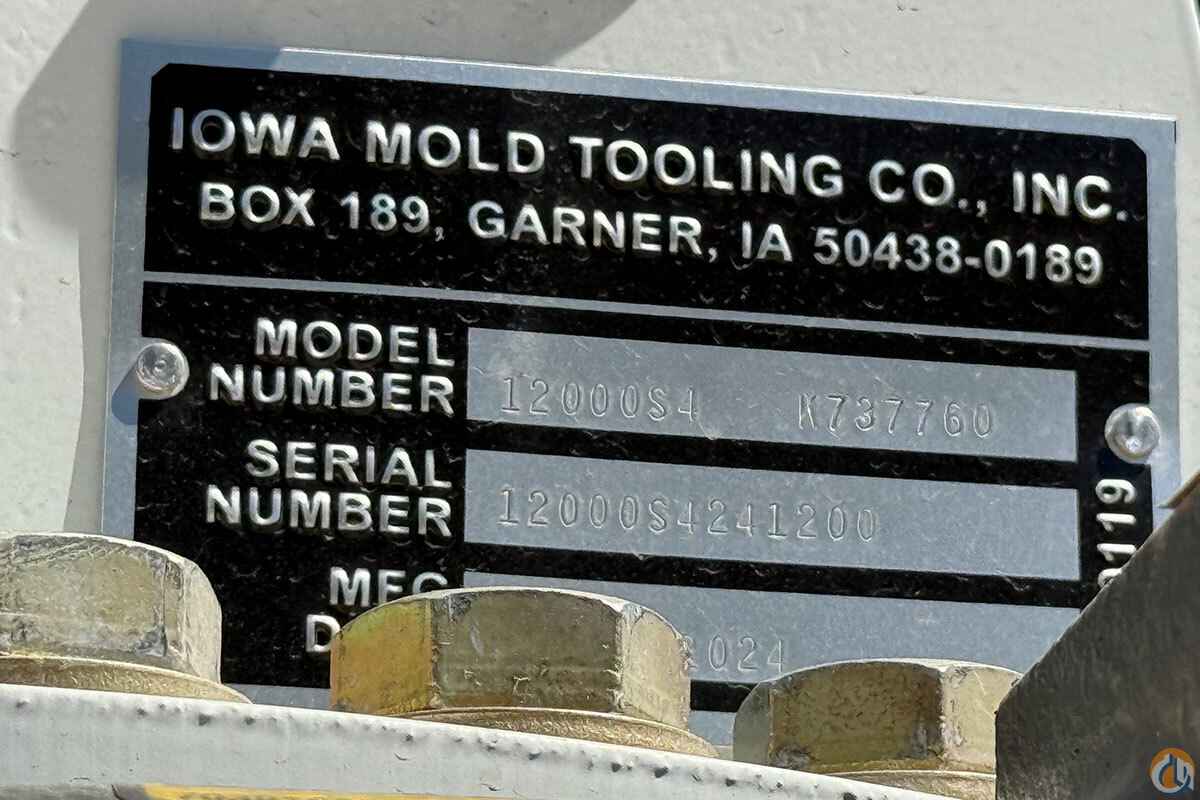 IOWA MOLD TOOLING CO., INC.
BOX 189, GARNER, IA 50438-0189
MODEL
NUMBER
12000S4 K737760
SERIAL
NUMBER
12000S4241200
MFG
2024